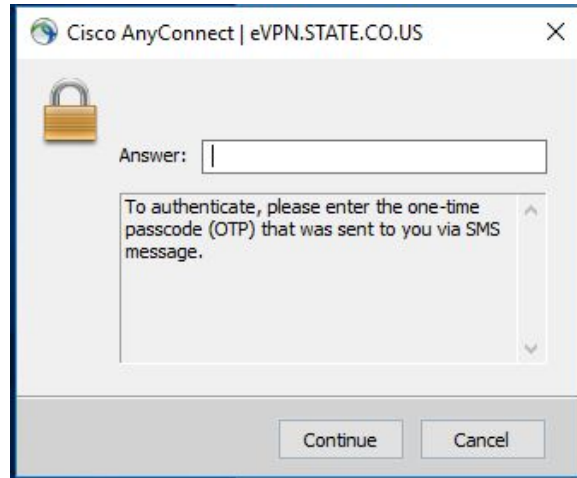 Cisco AnyConnect | eVPN.STATE.CO.US
Answer:
To authenticate, please enter the one-time
passcode (OTP) that was sent to you via SMS
message.
Continue Cancel